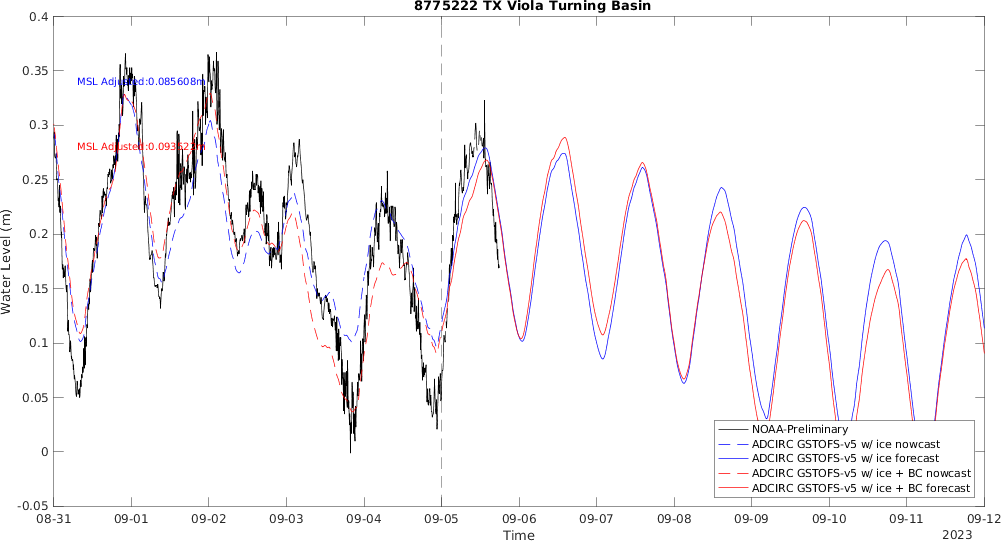 8775222 TX Viola Turning Basin
Water Level (m)
0.4
0.35
0.3
0.25
0.2
0.15
0.1
0.05
0
-0.05
MSL Adjusted:0.085608m
MSL Adjusted:
NOAA-Preliminary
ADCIRC GSTOFS-v5 w/ ice nowcast
ADCIRC GSTOFS-v5 w/ ice forecast
ADCIRC GSTOFS-v5 w/ ice + BC nowcast
ADCIRC GSTOFS-v5 w/ ice + BC forecast
08-31 09-01 09-02 09-03 09-04 09-05 09-06 09-07 09-08 09-09 09-10 09-11 09-12
Time
2023